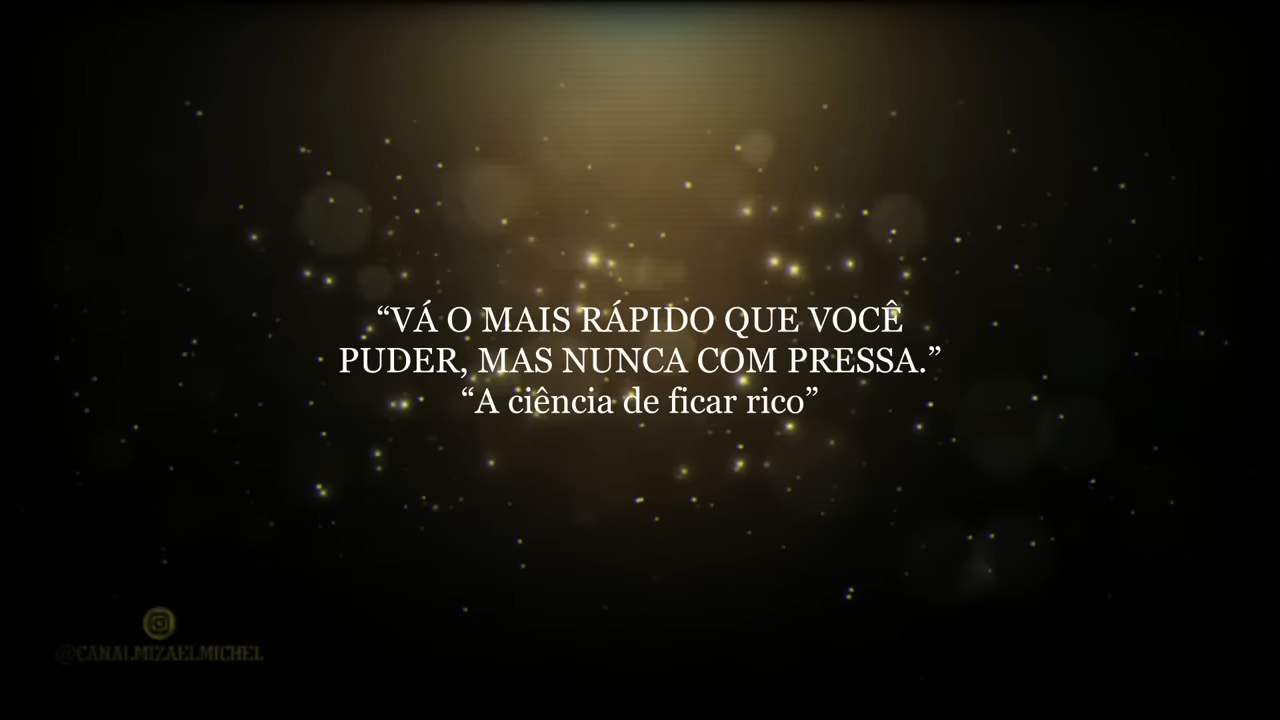 “VÁ O MAIS RÁPIDO QUE VOCÊ
PUDER, MAS NUNCA COM PRESSA.”
“A ciência de ficar rico”
@CANALMIZAELMICHEL